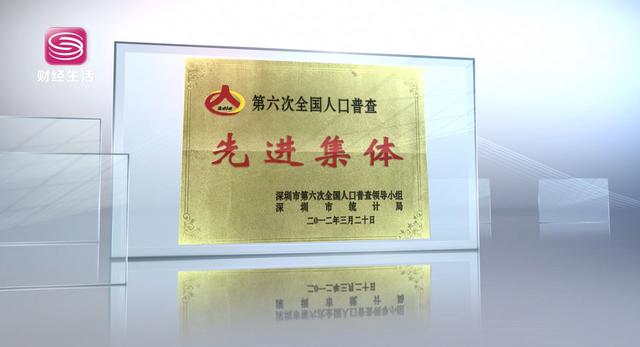 财经生活
第六次全国人口普查
先进集体
深圳市第六次全国人口普查领导小组
深圳市统计局
二0一二年三月二十日